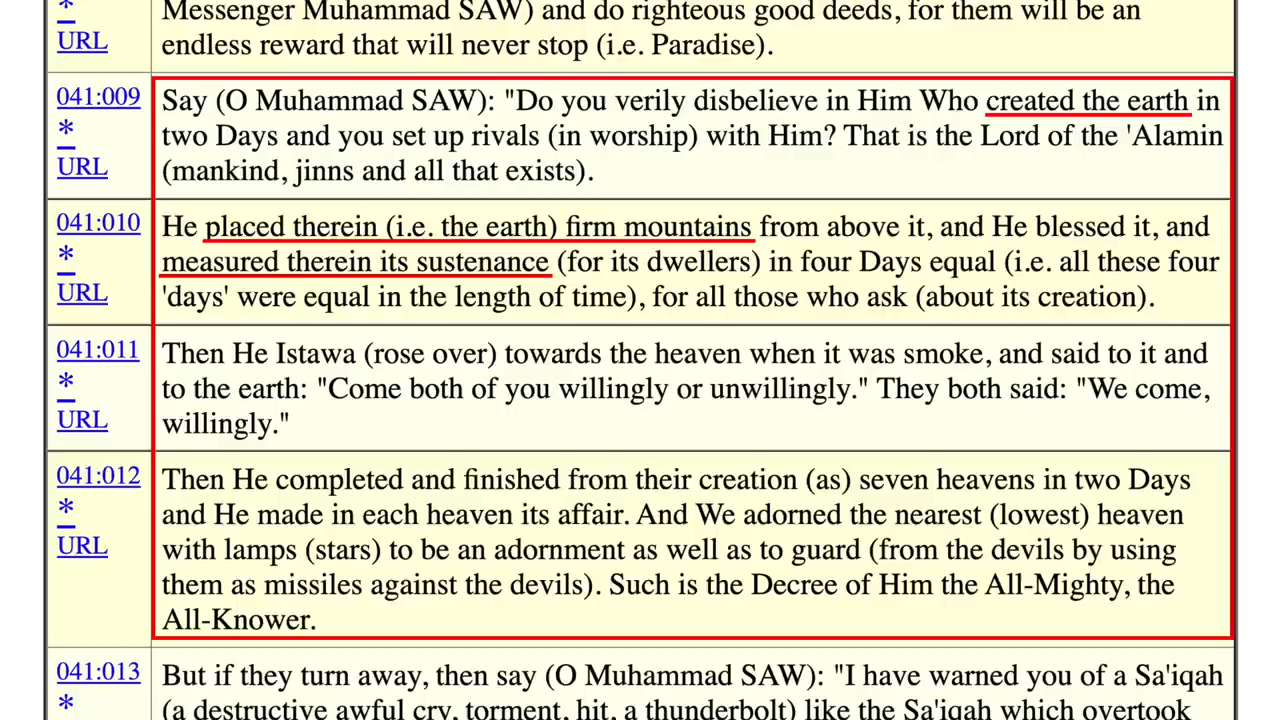 *
URL
Messenger Muhammad SAW) and do righteous good deeds, for them will be an
endless reward that will never stop (i.e. Paradise).
041:009
*
URL
Say (O Muhammad SAW): "Do you verily disbelieve in Him Who created the earth in
two Days and you set up rivals (in worship) with Him? That is the Lord of the 'Alamin
(mankind, jinns and all that exists).
041:010
*
URL
He placed therein (i.e. the earth) firm mountains from above it, and He blessed it, and
measured therein its sustenance (for its dwellers) in four Days equal (i.e. all these four
'days' were equal in the length of time), for all those who ask (about its creation).
041:011
*
URL
Then He Istawa (rose over) towards the heaven when it was smoke, and said to it and
to the earth: "Come both of you willingly or unwillingly." They both said: "We come,
willingly."
041:012
*
URL
Then He completed and finished from their creation (as) seven heavens in two Days
and He made in each heaven its affair. And We adorned the nearest (lowest) heaven
with lamps (stars) to be an adornment as well as to guard (from the devils by using
them as missiles against the devils). Such is the Decree of Him the All-Mighty, the
All-Knower.
041:013
*
But if they turn away, then say (O Muhammad SAW): "I have warned you of a Sa'iqah
(a destructive awful cry, torment, hit, a thunderbolt) like the Sa'iqah which overtook